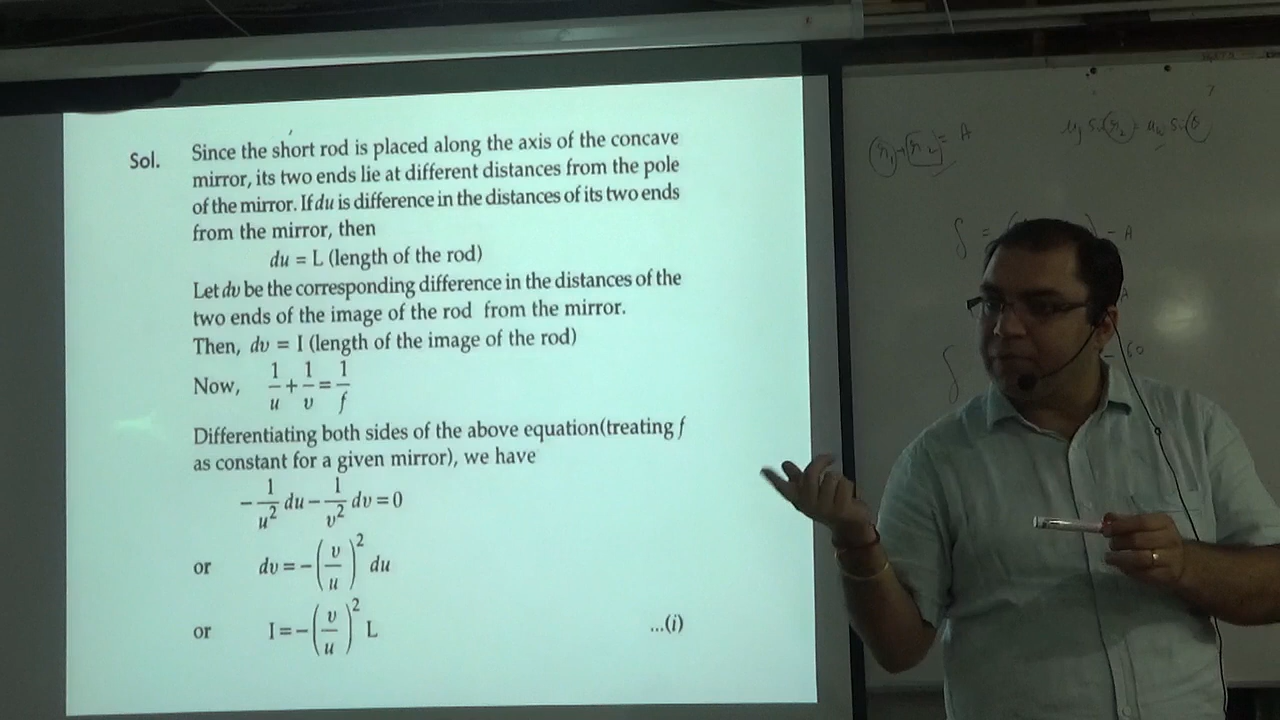 Sol. Since the short rod is placed along the axis of the concave
mirror, its two ends lie at different distances from the pole
of the mirror. If du is difference in the distances of its two ends
from the mirror, then
du = L (length of the rod)
Let dv be the corresponding difference in the distances of the
two ends of the image of the rod from the mirror.
Then, dv = I (length of the image of the rod)
Now, 1/u + 1/v = 1/f
Differentiating both sides of the above equation(treating f
as constant for a given mirror), we have
- 1/u² du - 1/v² dv = 0
or dv = -(v/u)² du
or I = -(v/u)² L ...(i)
= A
δ = - A
δ - 60